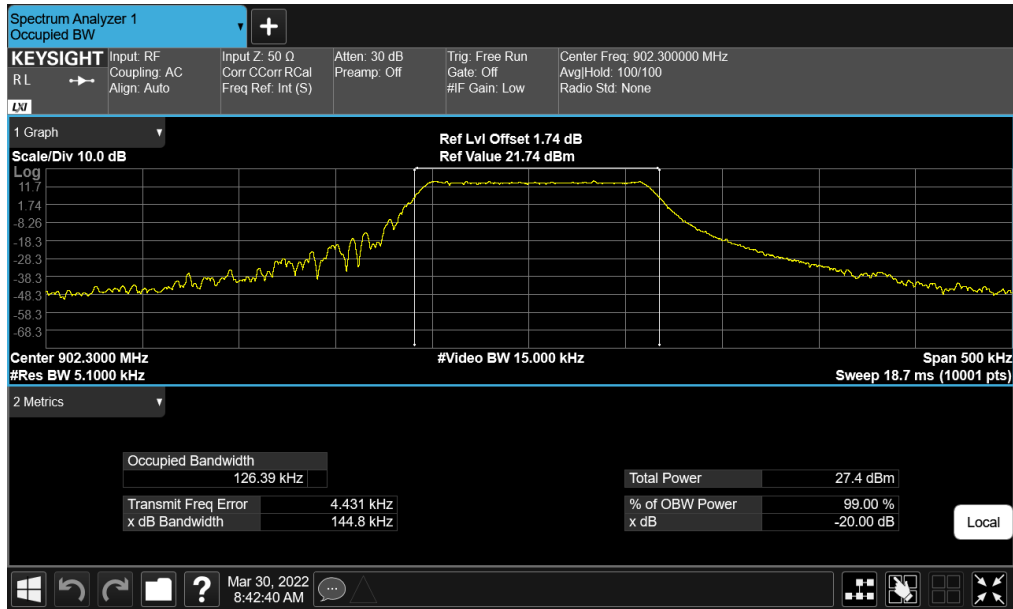 Spectrum Analyzer 1
Occupied BW
+
KEYSIGHT
R L
LXI
Input: RF
Coupling: AC
Align: Auto
Input Z: 50 Ω
Corr CCorr RCal
Freq Ref: Int (S)
Atten: 30 dB
Preamp: Off
Trig: Free Run
Gate: Off
#IF Gain: Low
Center Freq: 902.300000 MHz
Avg|Hold: 100/100
Radio Std: None
1 Graph
Scale/Div 10.0 dB
Ref Lvl Offset 1.74 dB
Ref Value 21.74 dBm
Log
11.7
1.74
-8.26
-18.3
-28.3
-38.3
-48.3
-58.3
-68.3
Center 902.3000 MHz
#Res BW 5.1000 kHz
#Video BW 15.000 kHz
Span 500 kHz
Sweep 18.7 ms (10001 pts)
2 Metrics
Occupied Bandwidth
126.39 kHz
Transmit Freq Error 4.431 kHz
x dB Bandwidth 144.8 kHz
Total Power 27.4 dBm
% of OBW Power 99.00 %
x dB -20.00 dB
Local
?
Mar 30, 2022
8:42:40 AM